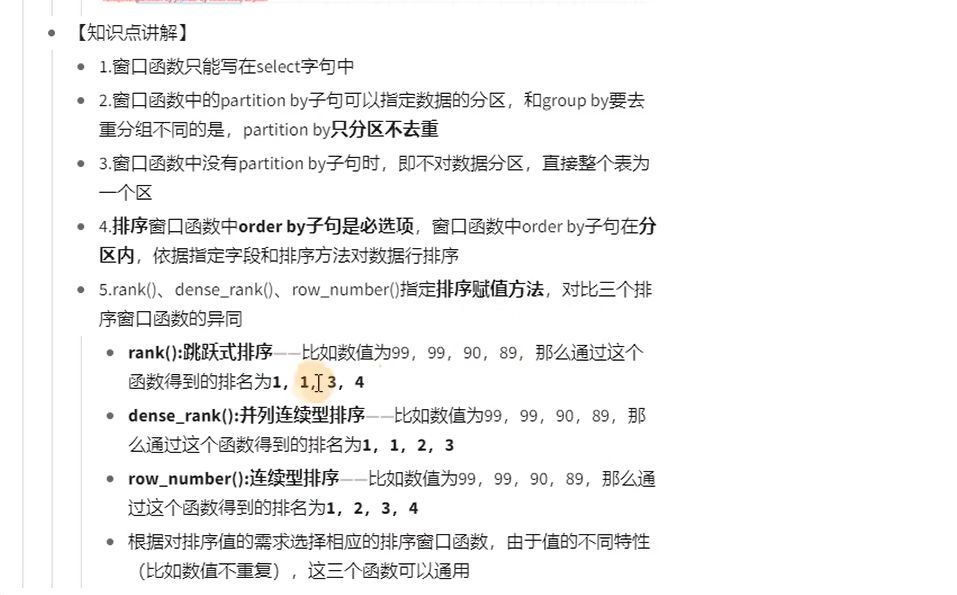 【知识点讲解】
1.窗口函数只能写在select字句中
2.窗口函数中的partition by子句可以指定数据的分区，和group by要去
重分组不同的是，partition by只分区不去重
3.窗口函数中没有partition by子句时，即不对数据分区，直接整个表为
一个区
4.排序窗口函数中order by子句是必选项，窗口函数中order by子句在分
区内，依据指定字段和排序方法对数据行排序
5.rank()、dense_rank()、row_number()指定排序赋值方法，对比三个排
序窗口函数的异同
rank():跳跃式排序——比如数值为99，99，90，89，那么通过这个
函数得到的排名为1，1，3，4
dense_rank():并列连续型排序——比如数值为99，99，90，89，那
么通过这个函数得到的排名为1，1，2，3
row_number():连续型排序——比如数值为99，99，90，89，那么通
过这个函数得到的排名为1，2，3，4
根据对排序值的需求选择相应的排序窗口函数，由于值的不同特性
（比如数值不重复），这三个函数可以通用